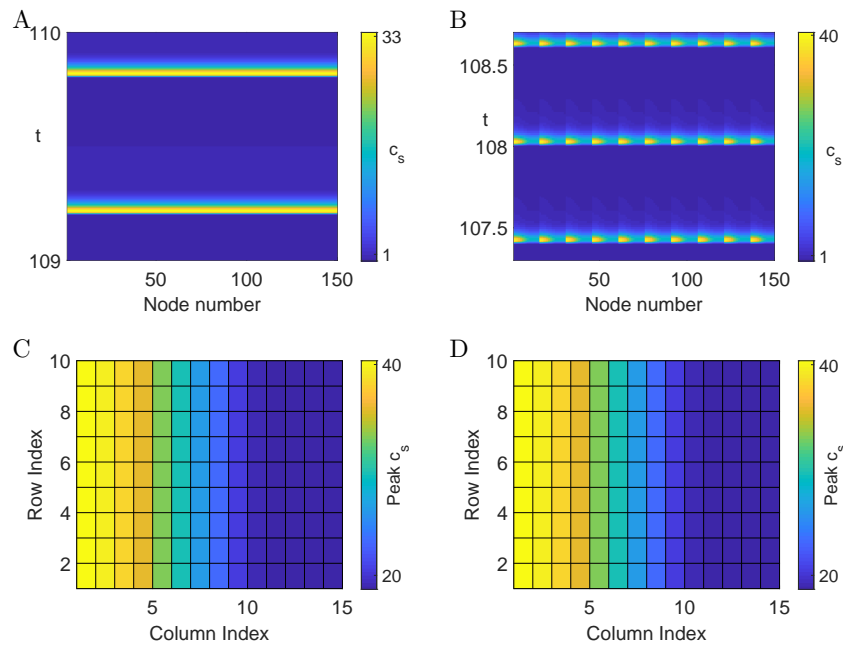 A
110
t
109
50
100
150
Node number
33
c_s
1
B
108.5
t
108
107.5
50
100
150
Node number
40
c_s
1
C
10
8
6
4
2
Row Index
5
10
15
Column Index
40
Peak c_s
20
D
10
8
6
4
2
Row Index
5
10
15
Column Index
40
Peak c_s
20